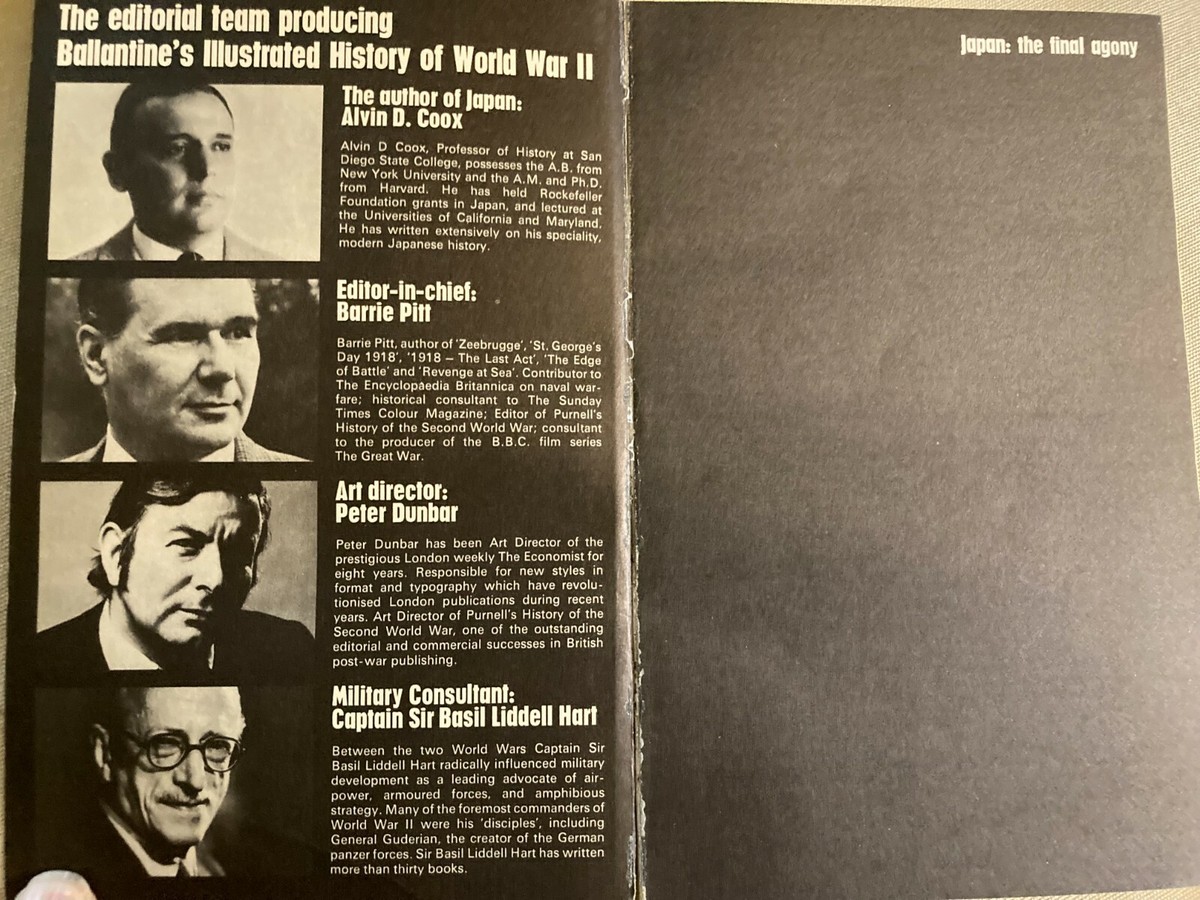 The editorial team producing
Ballantine's Illustrated History of World War II
The author of Japan:
Alvin D. Coox
Alvin D Coox, Professor of History at San
Diego State College, possesses the A.B. from
New York University and the A.M. and Ph.D.
from Harvard. He has held Rockefeller
Foundation grants in Japan, and lectured at
the Universities of California and Maryland.
He has written extensively on his speciality,
modern Japanese history.
Editor-in-chief:
Barrie Pitt
Barrie Pitt, author of 'Zeebrugge', 'St. George's
Day 1918', '1918 – The Last Act', 'The Edge
of Battle' and 'Revenge at Sea'. Contributor to
The Encyclopaedia Britannica on naval war-
fare; historical consultant to The Sunday
Times Colour Magazine; Editor of Purnell's
History of the Second World War; consultant
to the producer of the B.B.C. film series
The Great War.
Art director:
Peter Dunbar
Peter Dunbar has been Art Director of the
prestigious London weekly The Economist for
eight years. Responsible for new styles in
format and typography which have revolu-
tionised London publications during recent
years. Art Director of Purnell's History of the
Second World War, one of the outstanding
editorial and commercial successes in British
post-war publishing.
Military Consultant:
Captain Sir Basil Liddell Hart
Between the two World Wars Captain Sir
Basil Liddell Hart radically influenced military
development as a leading advocate of air-
power, armoured forces, and amphibious
strategy. Many of the foremost commanders of
World War II were his 'disciples', including
General Guderian, the creator of the German
panzer forces. Sir Basil Liddell Hart has written
more than thirty books.
Japan: the final agony